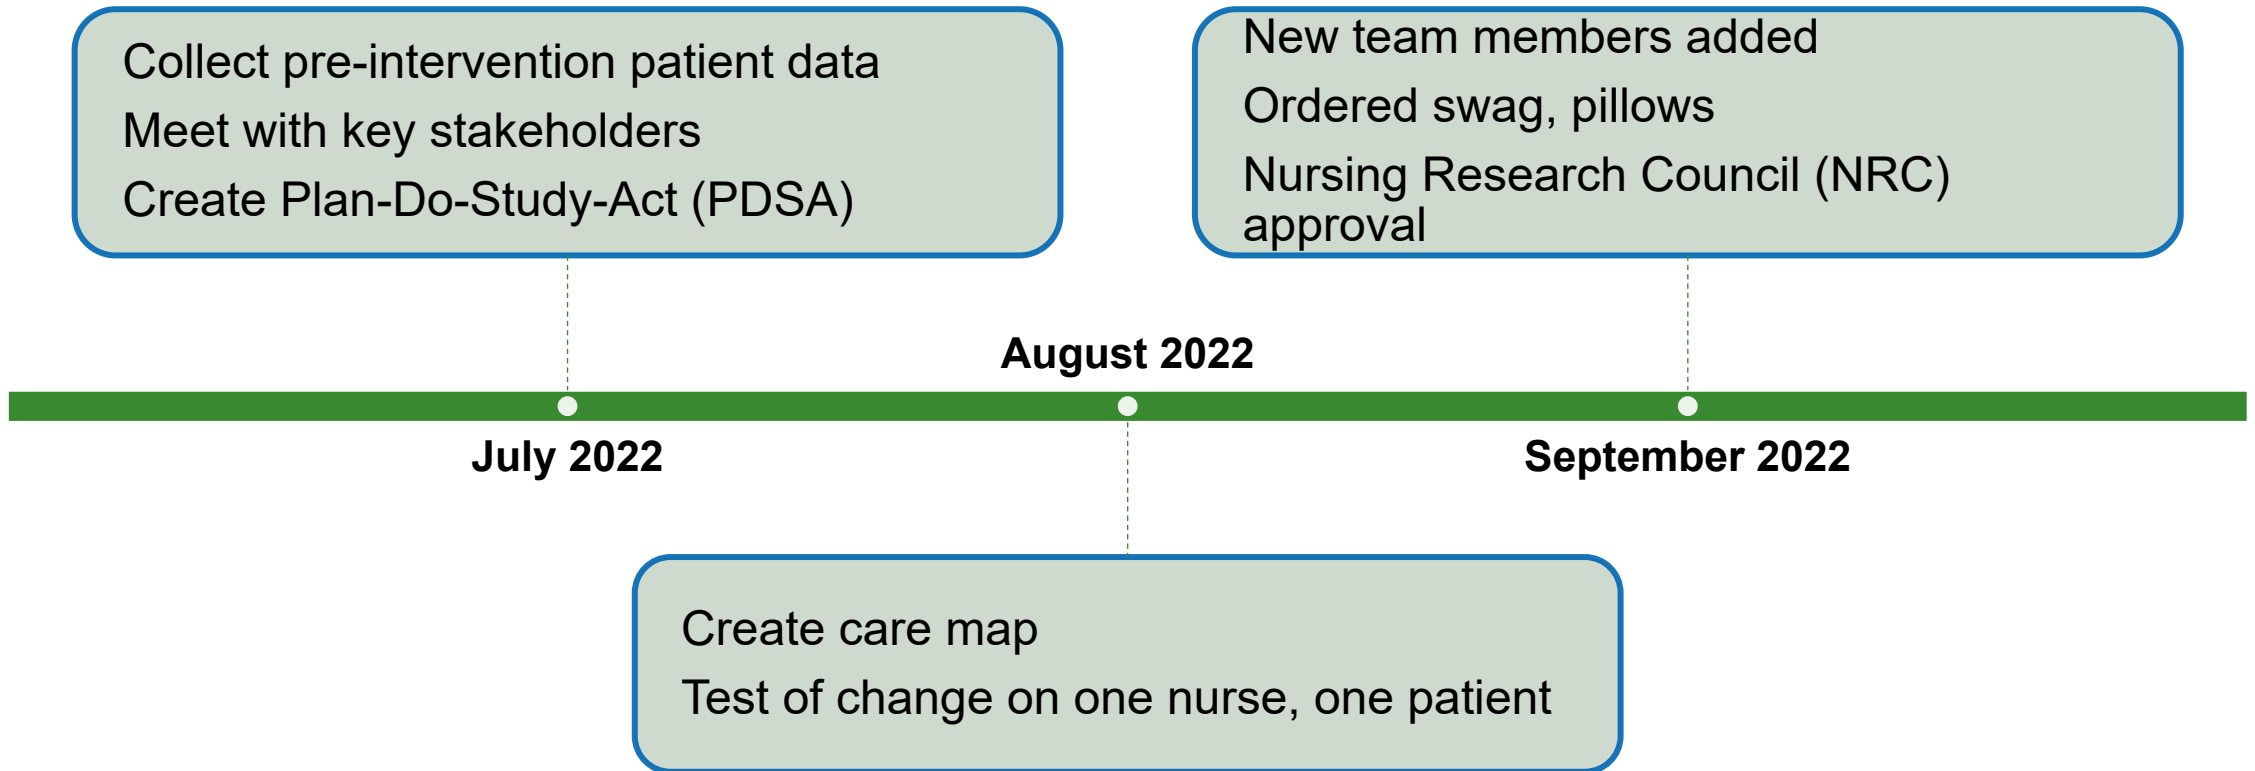 Collect pre-intervention patient data
Meet with key stakeholders
Create Plan-Do-Study-Act (PDSA)
New team members added
Ordered swag, pillows
Nursing Research Council (NRC)
approval
August 2022
July 2022
September 2022
Create care map
Test of change on one nurse, one patient